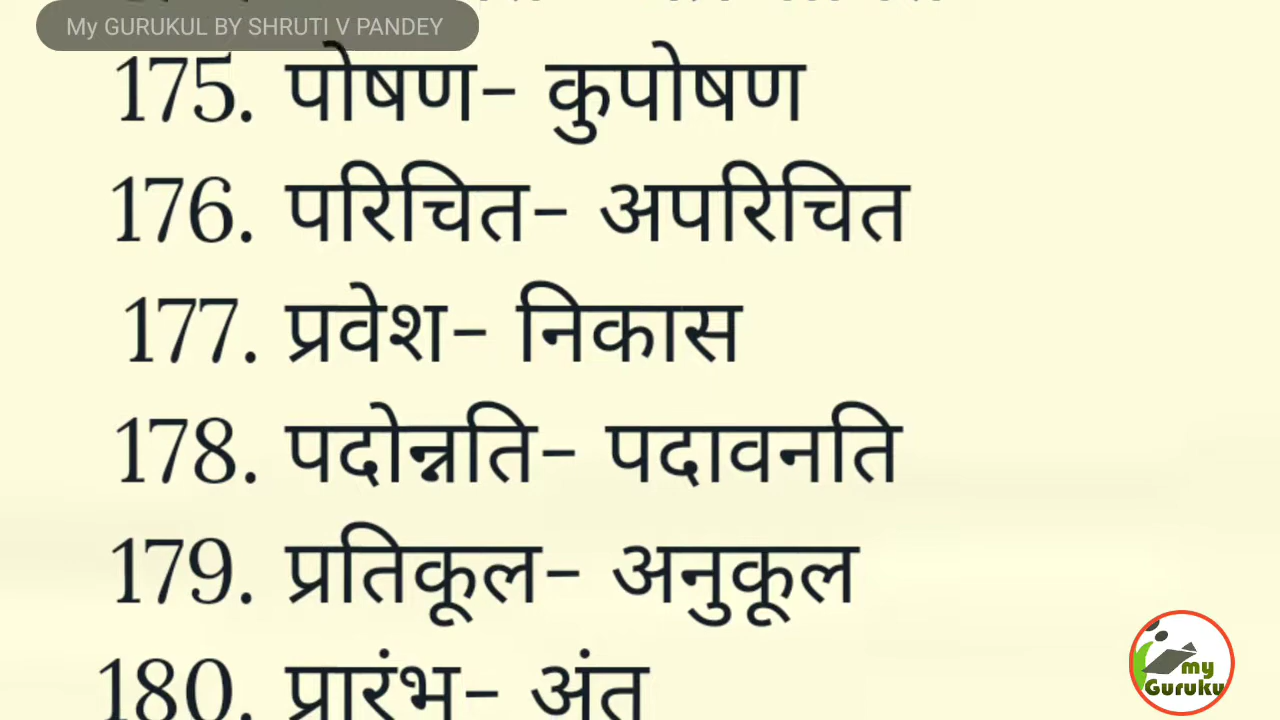 My GURUKUL BY SHRUTI V PANDEY
175. पोषण- कुपोषण
176. परिचित- अपरिचित
177. प्रवेश- निकास
178. पदोन्नति- पदावनति
179. प्रतिकूल- अनुकूल
180. प्रारंभ- अंत
my
Guruku